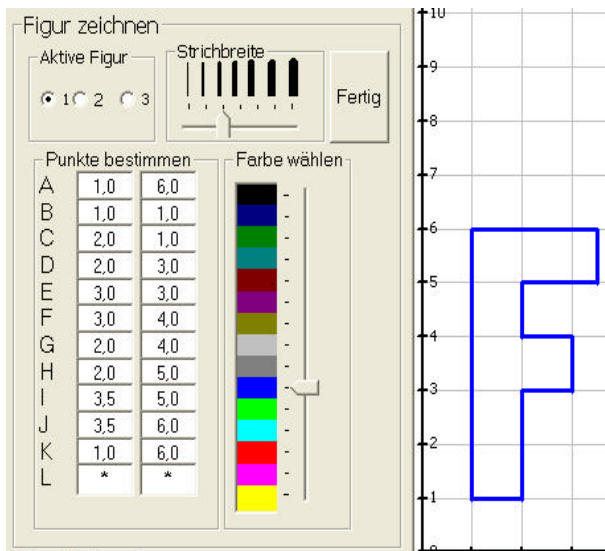 Figur zeichnen
Aktive Figur
1 2 3
Strichbreite
Fertig
Punkte bestimmen
A 1,0 6,0
B 1,0 1,0
C 2,0 1,0
D 2,0 3,0
E 3,0 3,0
F 3,0 4,0
G 2,0 4,0
H 2,0 5,0
I 3,5 5,0
J 3,5 6,0
K 1,0 6,0
L * *
Farbe wählen
10
9
8
7
6
5
4
3
2
1